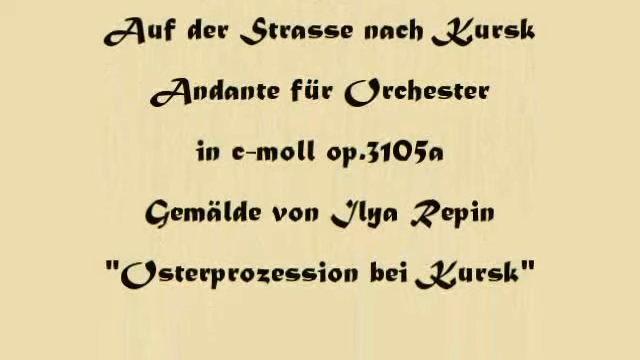 Auf der Strasse nach Kursk
Andante für Orchester
in c-moll op.3105a
Gemälde von Ilya Repin
"Osterprozession bei Kursk"